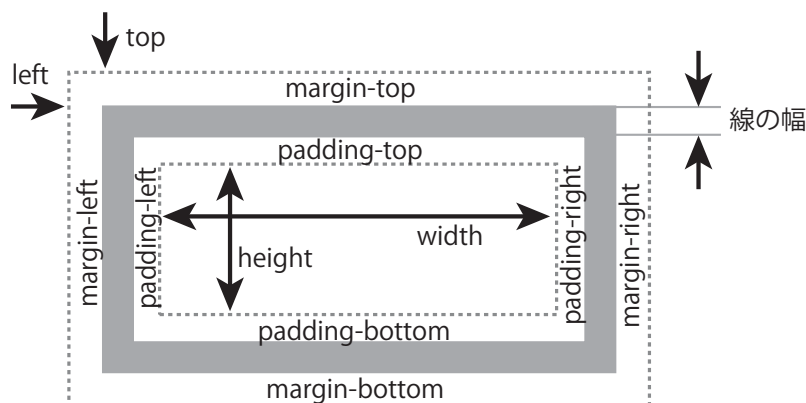 top
left
margin-top
線の幅
padding-top
margin-left
padding-left
width
height
padding-right
margin-right
padding-bottom
margin-bottom